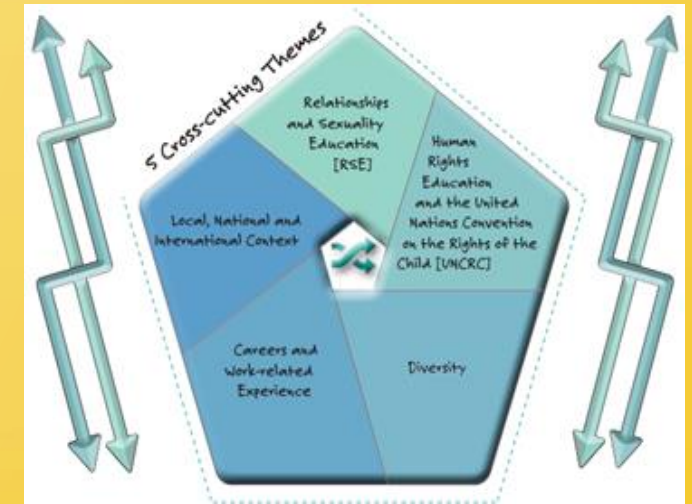 5 Cross-cutting Themes
Relationships
and Sexuality
Education
[RSE]
Human
Rights
Education
and the United
Nations Convention
on the Rights of the
Child [UNCRC]
Local, National and
International Context
Careers and
Work-related
Experience
Diversity